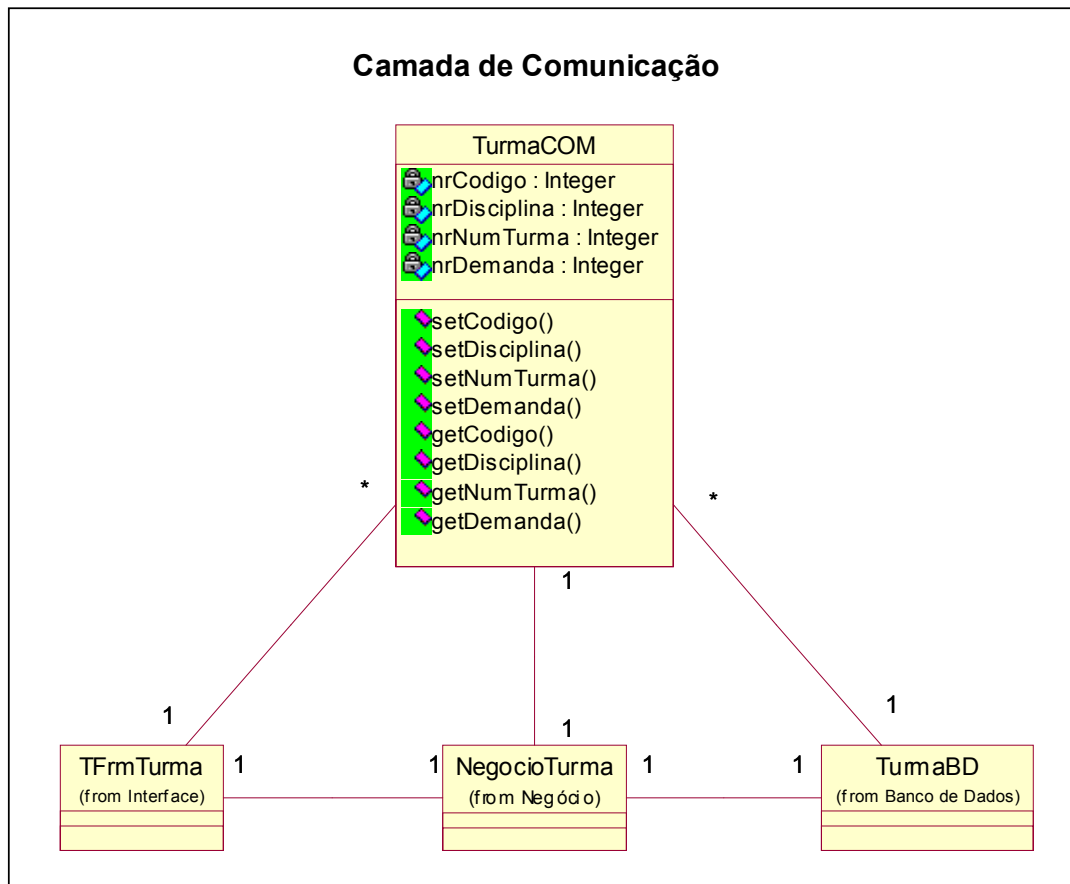 Camada de Comunicação
TurmaCOM
nrCodigo : Integer
nrDisciplina : Integer
nrNumTurma : Integer
nrDemanda : Integer
setCodigo()
setDisciplina()
setNumTurma()
setDemanda()
getCodigo()
getDisciplina()
getNumTurma()
getDemanda()
* *
1
1 1 1
TFrmTurma
(from Interface)
1 1
NegocioTurma
(from Negócio)
1 1
TurmaBD
(from Banco de Dados)